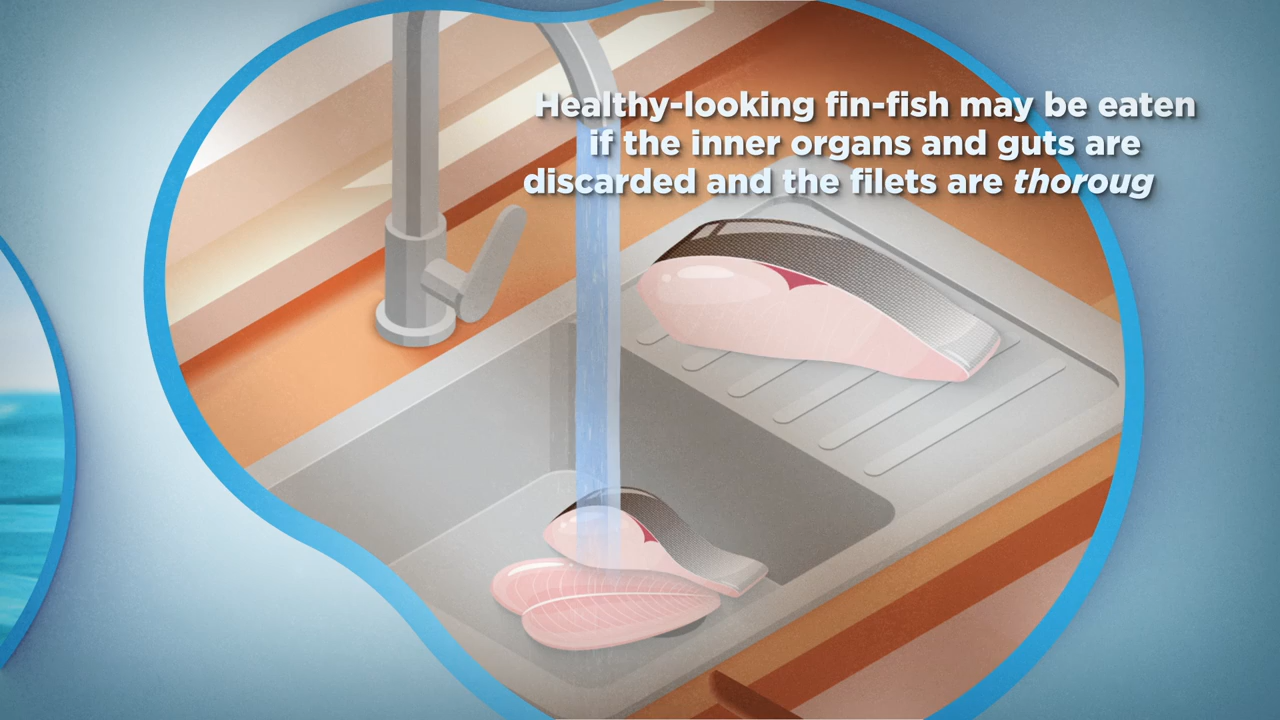 Healthy-looking fin-fish may be eaten
if the inner organs and guts are
discarded and the filets are thoroug